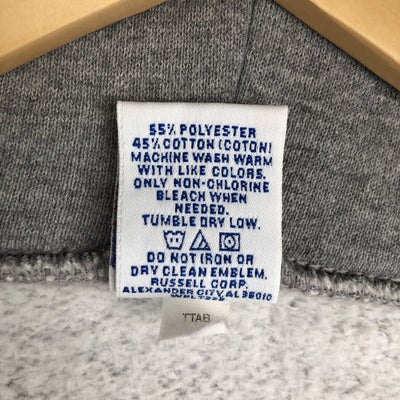 55% POLYESTER
45% COTTON (COTON)
MACHINE WASH WARM
WITH LIKE COLORS.
ONLY NON-CHLORINE
BLEACH WHEN
NEEDED.
TUMBLE DRY LOW.
DO NOT IRON OR
DRY CLEAN EMBLEM.
RUSSELL CORP.
ALEXANDER CITY, AL 35010
TTAB